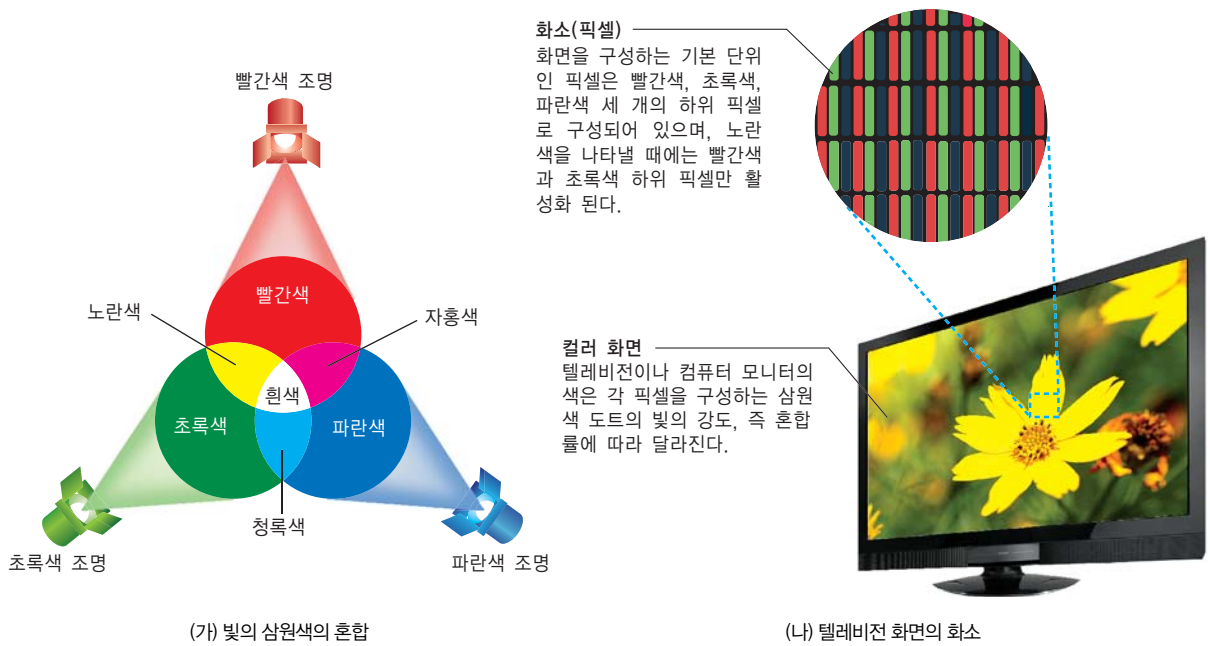 빨간색 조명
빨간색
노란색
자홍색
흰색
초록색
파란색
청록색
초록색 조명
파란색 조명
(가) 빛의 삼원색의 혼합
화소(픽셀)
화면을 구성하는 기본 단위
인 픽셀은 빨간색, 초록색,
파란색 세 개의 하위 픽셀
로 구성되어 있으며, 노란
색을 나타낼 때에는 빨간색
과 초록색 하위 픽셀만 활
성화 된다.
컬러 화면
텔레비전이나 컴퓨터 모니터의
색은 각 픽셀을 구성하는 삼원
색 도트의 빛의 강도, 즉 혼합
률에 따라 달라진다.
(나) 텔레비전 화면의 화소